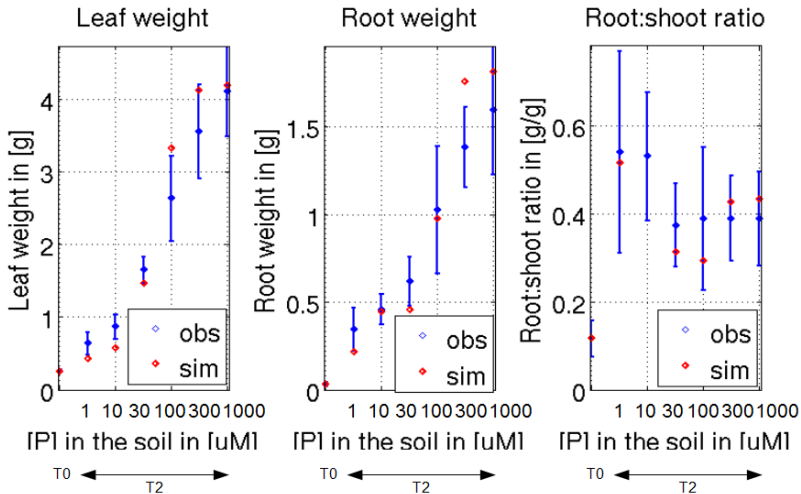 Leaf weight
Root weight
Root:shoot ratio
Leaf weight in [g]
4
3
2
1
0
obs
sim
1 10 30 100 300 1000
[P] in the soil in [uM]
T0
T2
Root weight in [g]
1.5
1
0.5
0
obs
sim
1 10 30 100 300 1000
[P] in the soil in [uM]
T0
T2
Root:shoot ratio in [g/g]
0.6
0.4
0.2
0
obs
sim
1 10 30 100 300 1000
[P] in the soil in [uM]
T0
T2